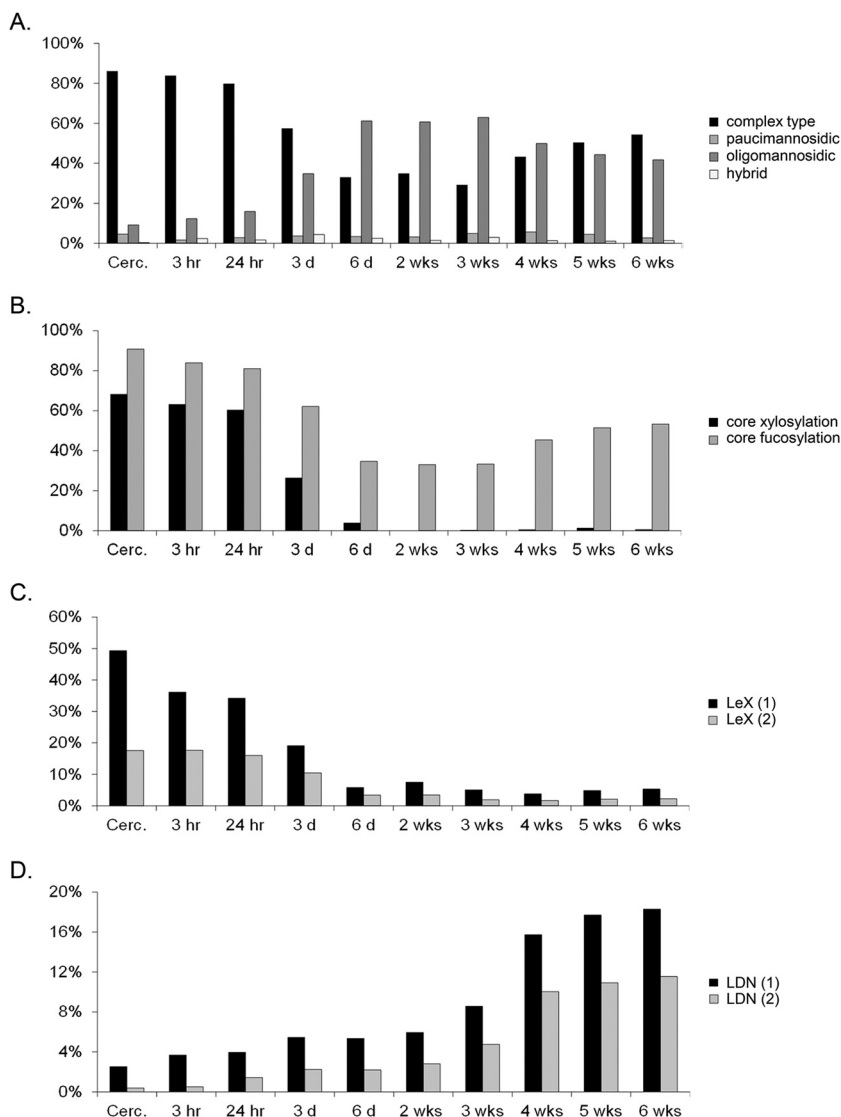 A.
100%
80%
60%
40%
20%
0%
Cerc. 3 hr 24 hr 3 d 6 d 2 wks 3 wks 4 wks 5 wks 6 wks
complex type
paucimannosidic
oligomannosidic
hybrid
B.
100%
80%
60%
40%
20%
0%
Cerc. 3 hr 24 hr 3 d 6 d 2 wks 3 wks 4 wks 5 wks 6 wks
core xylosylation
core fucosylation
C.
60%
50%
40%
30%
20%
10%
0%
Cerc. 3 hr 24 hr 3 d 6 d 2 wks 3 wks 4 wks 5 wks 6 wks
LeX (1)
LeX (2)
D.
20%
16%
12%
8%
4%
0%
Cerc. 3 hr 24 hr 3 d 6 d 2 wks 3 wks 4 wks 5 wks 6 wks
LDN (1)
LDN (2)